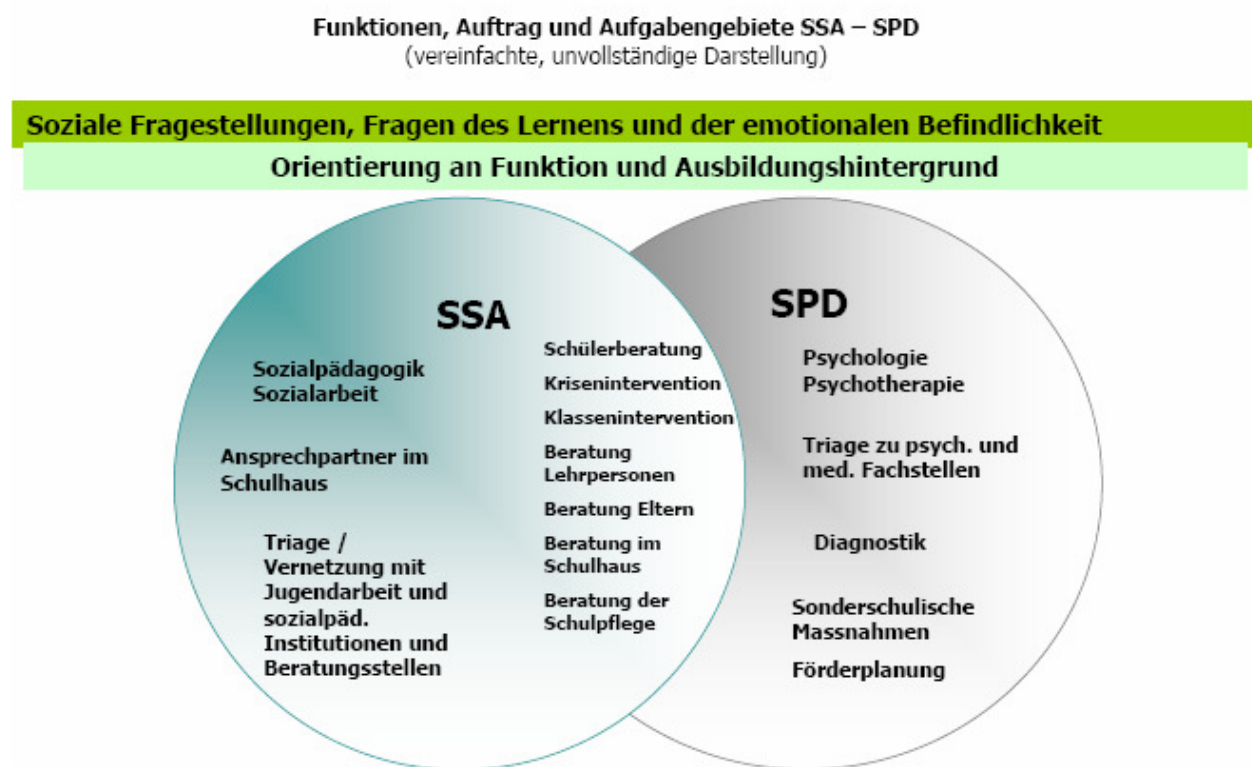 Funktionen, Auftrag und Aufgabengebiete SSA – SPD
(vereinfachte, unvollständige Darstellung)
Soziale Fragestellungen, Fragen des Lernens und der emotionalen Befindlichkeit
Orientierung an Funktion und Ausbildungshintergrund
SSA
Sozialpädagogik
Sozialarbeit
Ansprechpartner im
Schulhaus
Triage /
Vernetzung mit
Jugendarbeit und
sozialpäd.
Institutionen und
Beratungsstellen
Schülerberatung
Krisenintervention
Klassenintervention
Beratung
Lehrpersonen
Beratung Eltern
Beratung im
Schulhaus
Beratung der
Schulpflege
SPD
Psychologie
Psychotherapie
Triage zu psych. und
med. Fachstellen
Diagnostik
Sonderschulische
Massnahmen
Förderplanung